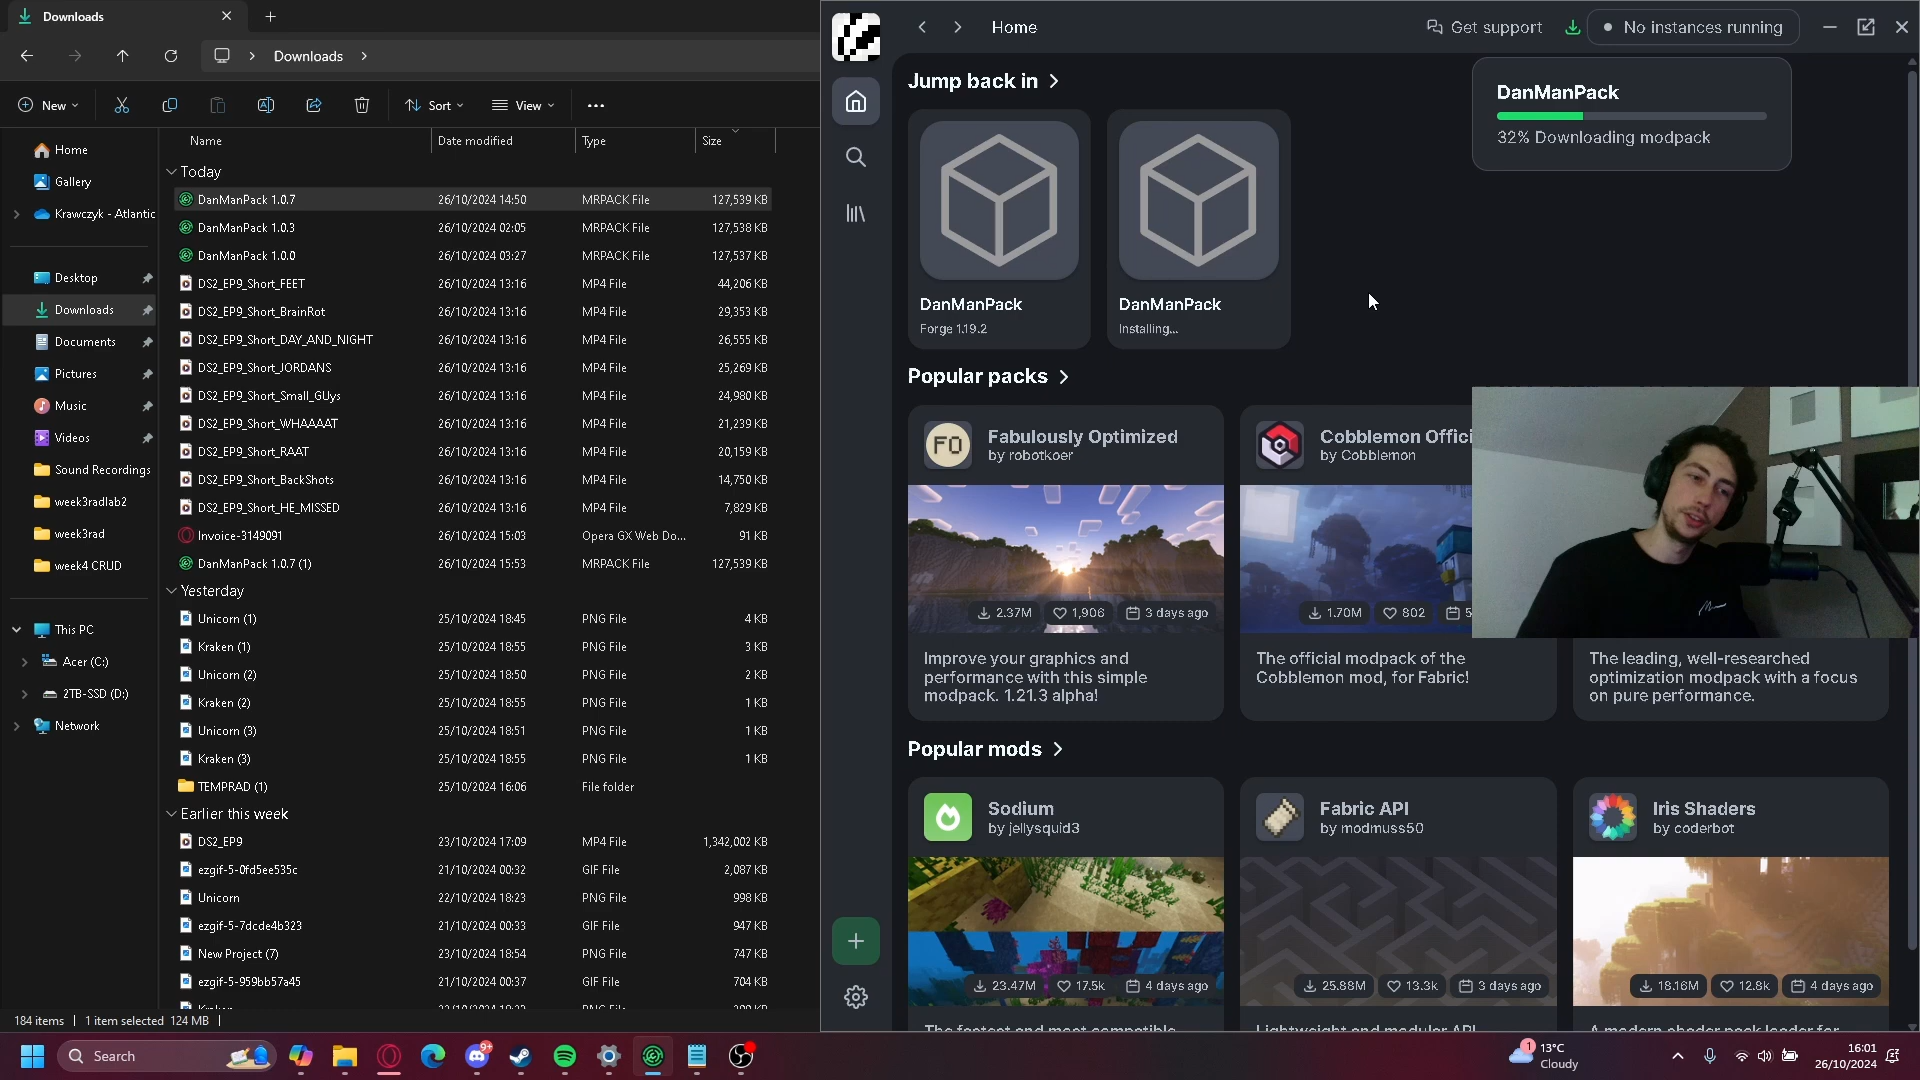 Downloads
Downloads
New
Sort
View
Name
Date modified
Type
Size
Home
Gallery
Krawczyk - Atlantic
Desktop
Downloads
Documents
Pictures
Music
Videos
Sound Recordings
week3radlab2
week3rad
week4 CRUD
This PC
Acer (C:)
2TB-SSD (D:)
Network
Today
DanManPack 1.0.7 26/10/2024 14:50 MRPACK File 127,539 KB
DanManPack 1.0.3 26/10/2024 02:05 MRPACK File 127,538 KB
DanManPack 1.0.0 26/10/2024 03:27 MRPACK File 127,537 KB
DS2_EP9_Short_FEET 26/10/2024 13:16 MP4 File 44,206 KB
DS2_EP9_Short_BrainRot 26/10/2024 13:16 MP4 File 29,353 KB
DS2_EP9_Short_DAY_AND_NIGHT 26/10/2024 13:16 MP4 File 26,555 KB
DS2_EP9_Short_JORDANS 26/10/2024 13:16 MP4 File 25,269 KB
DS2_EP9_Short_Small_GUys 26/10/2024 13:16 MP4 File 24,980 KB
DS2_EP9_Short_WHAAAAT 26/10/2024 13:16 MP4 File 21,239 KB
DS2_EP9_Short_RAAT 26/10/2024 13:16 MP4 File 20,159 KB
DS2_EP9_Short_BackShots 26/10/2024 13:16 MP4 File 14,750 KB
DS2_EP9_Short_HE_MISSED 26/10/2024 13:16 MP4 File 7,829 KB
Invoice-3149091 26/10/2024 15:03 Opera GX Web Do... 91 KB
DanManPack 1.0.7 (1) 26/10/2024 15:53 MRPACK File 127,539 KB
Yesterday
Unicorn (1) 25/10/2024 18:45 PNG File 4 KB
Kraken (1) 25/10/2024 18:55 PNG File 3 KB
Unicorn (2) 25/10/2024 18:50 PNG File 2 KB
Kraken (2) 25/10/2024 18:55 PNG File 1 KB
Unicorn (3) 25/10/2024 18:51 PNG File 1 KB
Kraken (3) 25/10/2024 18:55 PNG File 1 KB
TEMPRAD (1) 25/10/2024 16:06 File folder
Earlier this week
DS2_EP9 23/10/2024 17:09 MP4 File 1,342,002 KB
ezgif-5-0fd5ee535c 21/10/2024 00:32 GIF File 2,087 KB
Unicorn 22/10/2024 18:23 PNG File 998 KB
ezgif-5-7dcde4b323 21/10/2024 00:33 GIF File 947 KB
New Project (7) 23/10/2024 18:54 PNG File 747 KB
ezgif-5-959bb57a45 21/10/2024 00:37 GIF File 704 KB
184 items 1 item selected 124 MB
Home
Get support
No instances running
DanManPack
32% Downloading modpack
Jump back in
DanManPack
Forge 1.19.2
DanManPack
Installing...
Popular packs
Fabulously Optimized
by robotkoer
FO
2.37M 1,906 3 days ago
Improve your graphics and
performance with this simple
modpack. 1.21.3 alpha!
Cobblemon Offici
by Cobblemon
1.70M 802 5
The official modpack of the
Cobblemon mod, for Fabric!
The leading, well-researched
optimization modpack with a focus
on pure performance.
Popular mods
Sodium
by jellysquid3
23.47M 17.5k 4 days ago
The fastest and most compatible
Fabric API
by modmuss50
25.88M 13.3k 3 days ago
Lightweight and modular API
Iris Shaders
by coderbot
18.16M 12.8k 4 days ago
A modern shader pack loader for
Search
9+
1
13°C
Cloudy
16:01
26/10/2024